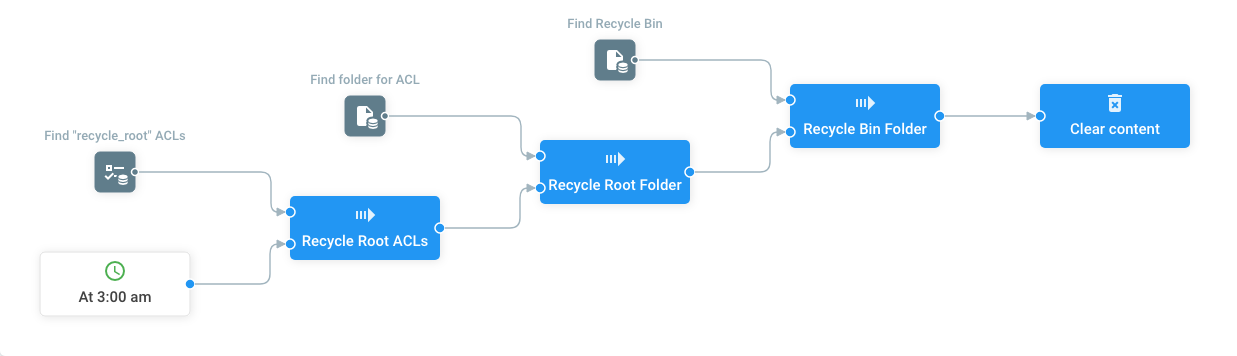 Find Recycle Bin
Find folder for ACL
Recycle Bin Folder
Clear content
Find "recycle_root" ACLs
Recycle Root Folder
Recycle Root ACLs
At 3:00 am